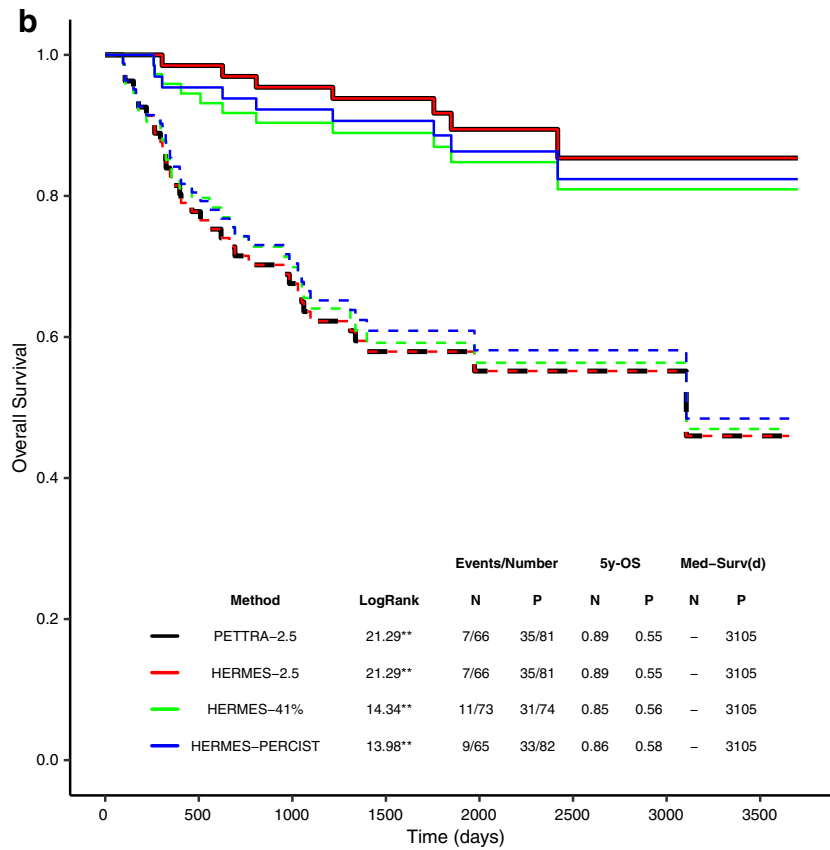 b
1.0
0.8
0.6
0.4
0.2
0.0
Overall Survival
Events/Number 5y-OS Med−Surv(d)
Method LogRank N P N P N P
PETTRA−2.5 21.29** 7/66 35/81 0.89 0.55 − 3105
HERMES−2.5 21.29** 7/66 35/81 0.89 0.55 − 3105
HERMES−41% 14.34** 11/73 31/74 0.85 0.56 − 3105
HERMES−PERCIST 13.98** 9/65 33/82 0.86 0.58 − 3105
0 500 1000 1500 2000 2500 3000 3500
Time (days)